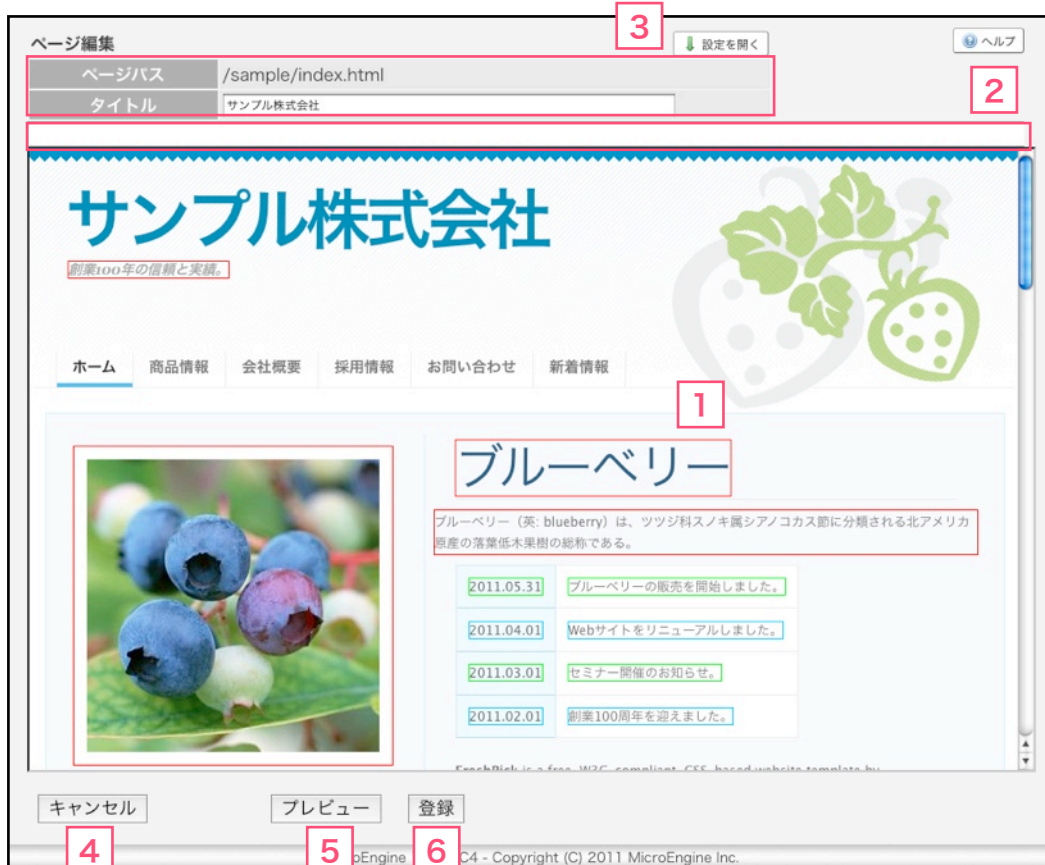 3
ページ編集
設定を開く
ヘルプ
ページパス /sample/index.html
2
タイトル サンプル株式会社
サンプル株式会社
創業100年の信頼と実績。
ホーム 商品情報 会社概要 採用情報 お問い合わせ 新着情報
1
ブルーベリー
ブルーベリー（英: blueberry）は、ツツジ科スノキ属シアノコカス節に分類される北アメリカ
原産の落葉低木果樹の総称である。
2011.05.31 ブルーベリーの販売を開始しました。
2011.04.01 Webサイトをリニューアルしました。
2011.03.01 セミナー開催のお知らせ。
2011.02.01 創業100周年を迎えました。
FreshPick is a free, W3C-compliant, CSS-based website template by
キャンセル プレビュー 登録
4 5 6
oEngine C4 - Copyright (C) 2011 MicroEngine Inc.